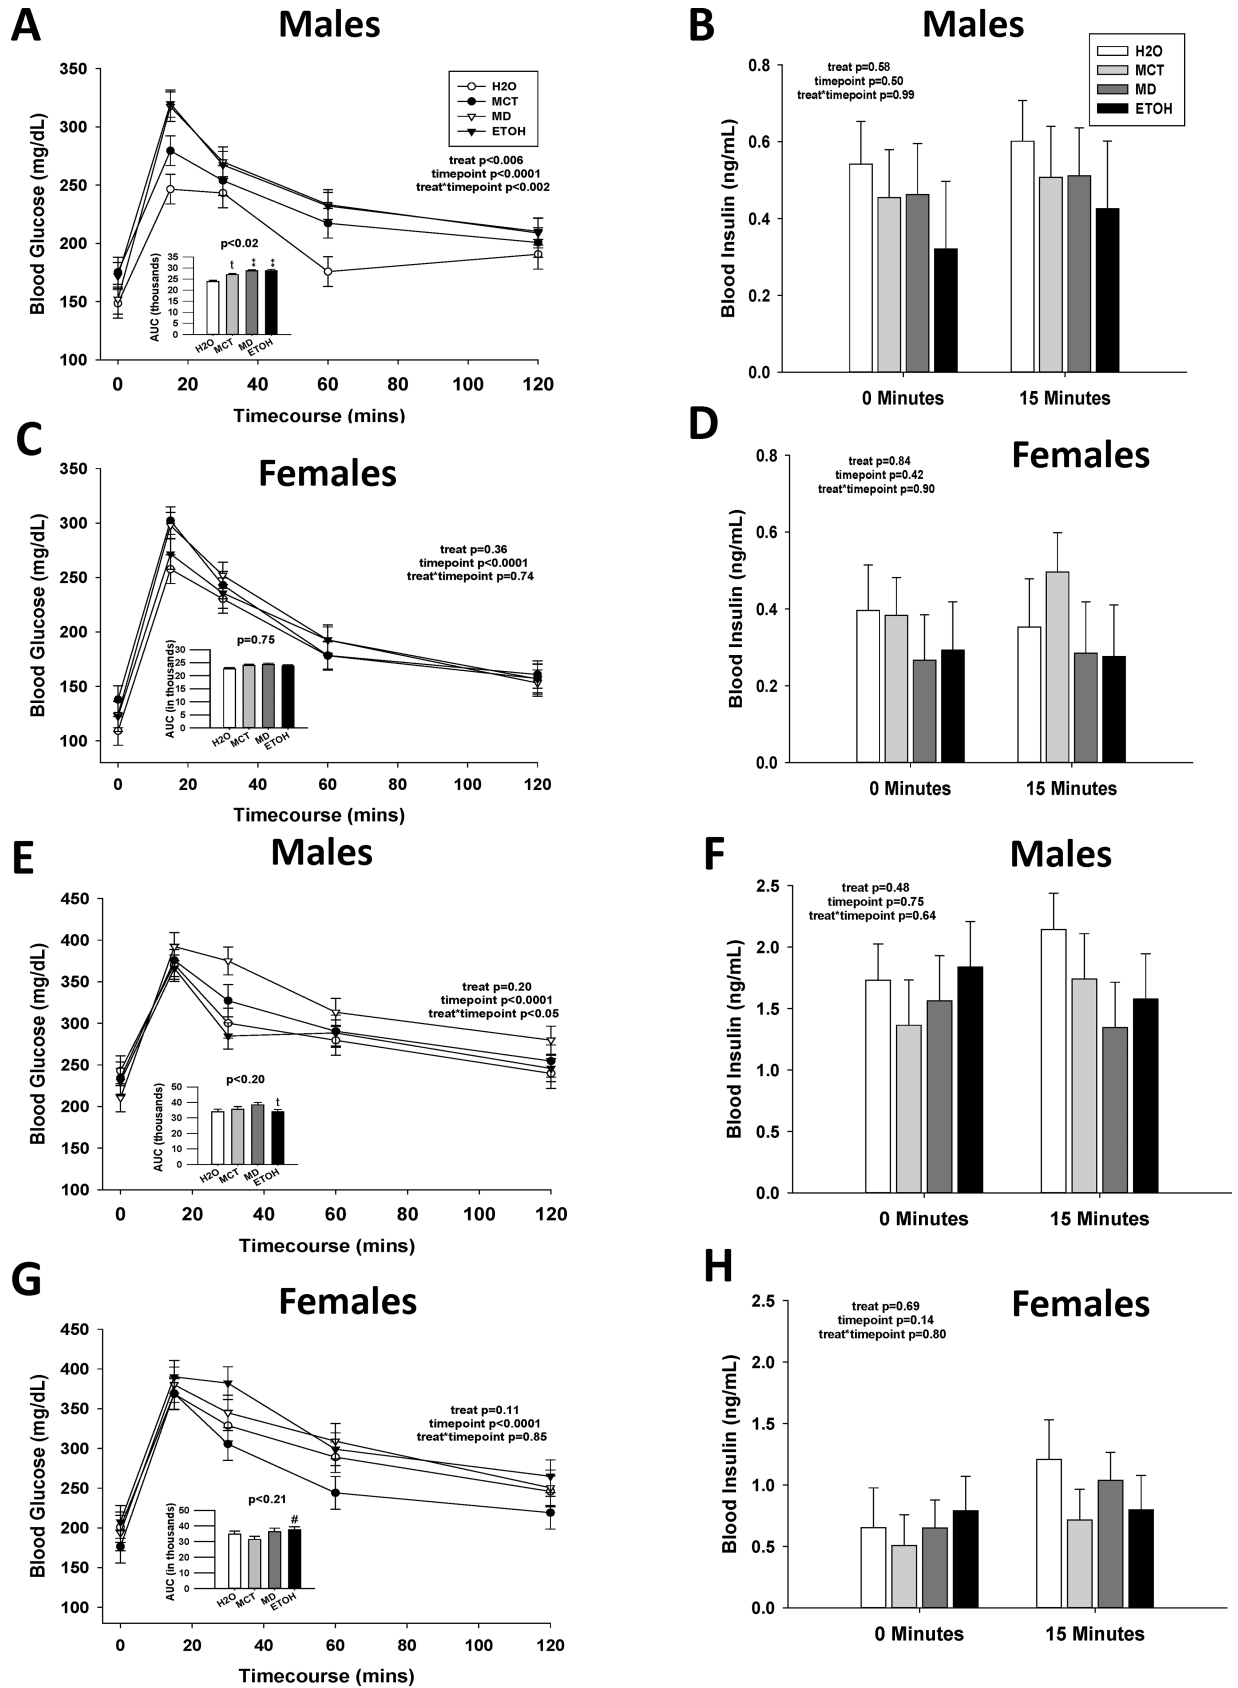 A
Males
350
300
250
200
150
100
Blood Glucose (mg/dL)
H2O
MCT
MD
ETOH
treat p<0.006
timepoint p<0.0001
treat*timepoint p<0.002
p<0.02
AUC (thousands)
35
30
25
20
15
10
5
0
t
**
**
H2O
MCT
MD
ETOH
0
20
40
60
80
100
120
Timecourse (mins)
B
Males
0.8
0.6
0.4
0.2
0.0
Blood Insulin (ng/mL)
treat p=0.58
timepoint p=0.50
treat*timepoint p=0.99
H2O
MCT
MD
ETOH
0 Minutes
15 Minutes
C
Females
350
300
250
200
150
100
Blood Glucose (mg/dL)
treat p=0.36
timepoint p<0.0001
treat*timepoint p=0.74
p=0.75
AUC (in thousands)
30
25
20
15
10
5
0
H2O
MCT
MD
ETOH
0
20
40
60
80
100
120
Timecourse (mins)
D
Females
0.8
0.6
0.4
0.2
0.0
Blood Insulin (ng/mL)
treat p=0.84
timepoint p=0.42
treat*timepoint p=0.90
0 Minutes
15 Minutes
E
Males
450
400
350
300
250
200
100
Blood Glucose (mg/dL)
treat p=0.20
timepoint p<0.0001
treat*timepoint p<0.05
p<0.20
AUC (thousands)
50
40
30
20
10
0
t
H2O
MCT
MD
ETOH
0
20
40
60
80
100
120
Timecourse (mins)
F
Males
2.5
2.0
1.5
1.0
0.5
0.0
Blood Insulin (ng/mL)
treat p=0.48
timepoint p=0.75
treat*timepoint p=0.64
0 Minutes
15 Minutes
G
Females
450
400
350
300
250
200
150
100
Blood Glucose (mg/dL)
treat p=0.11
timepoint p<0.0001
treat*timepoint p=0.85
p<0.21
AUC (in thousands)
50
40
30
20
10
0
#
H2O
MCT
MD
ETOH
0
20
40
60
80
100
120
Timecourse (mins)
H
Females
2.5
2.0
1.5
1.0
0.5
0.0
Blood Insulin (ng/mL)
treat p=0.69
timepoint p=0.14
treat*timepoint p=0.80
0 Minutes
15 Minutes